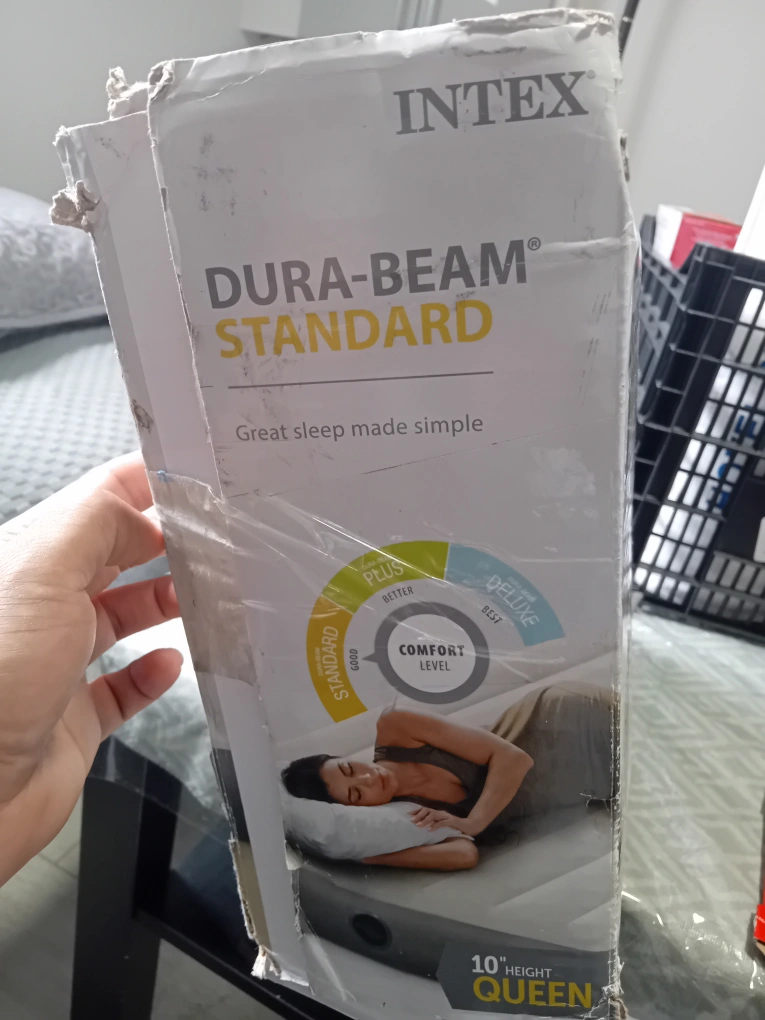 INTEX®
DURA-BEAM®
STANDARD
Great sleep made simple
PLUS
DELUXE
STANDARD
BETTER
BEST
GOOD
COMFORT
LEVEL
10" HEIGHT
QUEEN